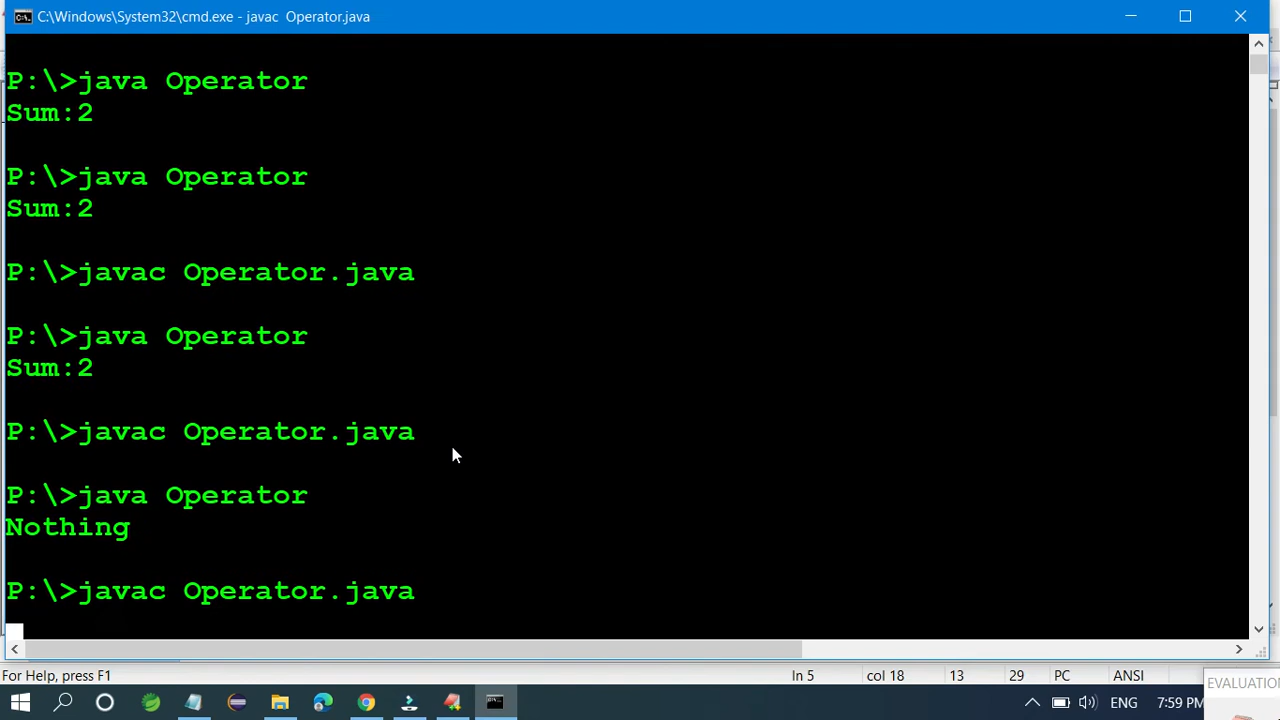 C:\Windows\System32\cmd.exe - javac  Operator.java
P:\>java Operator
Sum:2
P:\>java Operator
Sum:2
P:\>javac Operator.java
P:\>java Operator
Sum:2
P:\>javac Operator.java
P:\>java Operator
Nothing
P:\>javac Operator.java
For Help, press F1
Ln 5
col 18
13
29
PC
ANSI
EVALUATION
ENG
7:59 PM